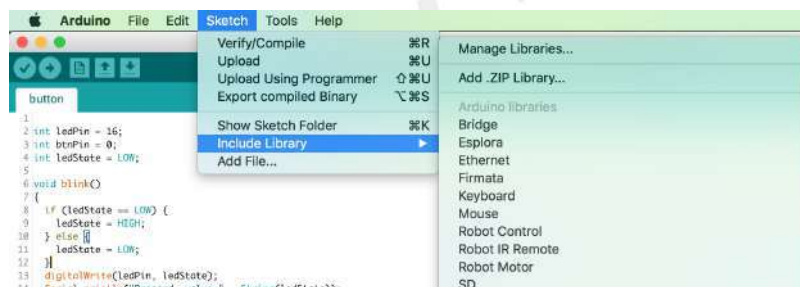 Arduino File Edit Sketch Tools Help
Verify/Compile ⌘R
Upload ⌘U
Upload Using Programmer ⇧⌘U
Export compiled Binary ⌥⌘S
Show Sketch Folder ⌘K
Include Library ▶
Add File...
Manage Libraries...
Add .ZIP Library...
Arduino libraries
Bridge
Esplora
Ethernet
Firmata
Keyboard
Mouse
Robot Control
Robot IR Remote
Robot Motor
SD
button
1
2 int ledPin = 16;
3 int btnPin = 0;
4 int ledState = LOW;
5
6 void blink()
7 {
8 if (ledState == LOW) {
9 ledState = HIGH;
10 } else {
11 ledState = LOW;
12 }
13 digitalWrite(ledPin, ledState);